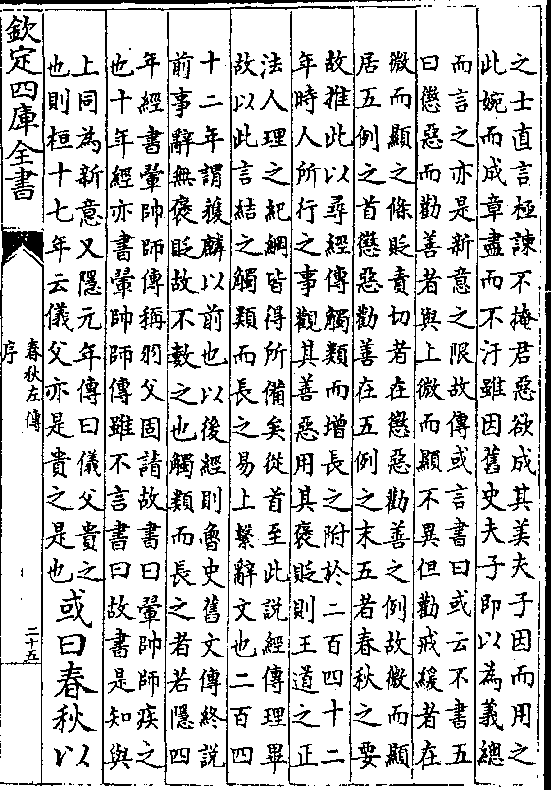 之士直言極諫不掩君惡欲成其美夫子因而用之
此婉而成章盡而不汙雖因舊史夫子即以為義總
而言之亦是新意之限故傳或言書曰或云不書五
曰懲惡而勸善者與上微而顯不異但勸戒緩者在
微而顯之條貶責切者在懲惡勸善之例故微而顯
居五例之首懲惡勸善在五例之末五者春秋之要
故推此以尋經傳觸類而增長之附於二百四十二
年時人所行之事觀其善惡用其褒貶則王道之正
法人理之紀綱皆得所備矣從首至此說經傳理畢
故以此言結之觸類而長之易上繫辭文也二百四
十二年謂獲麟以前也以後經則魯史舊文傳終說
前事辭無褒貶故不數之也觸類而長之者若隱四
年經書翬帥師傳稱羽父固請故書曰翬帥師疾之
也十年經亦書翬帥師傳雖不言書曰故書是知與
上同為新意又隱元年傳曰儀父貴之
也則桓十七年云儀父亦是貴之是也
或曰春秋以
欽定四庫全書
春秋左傳
序
二十五